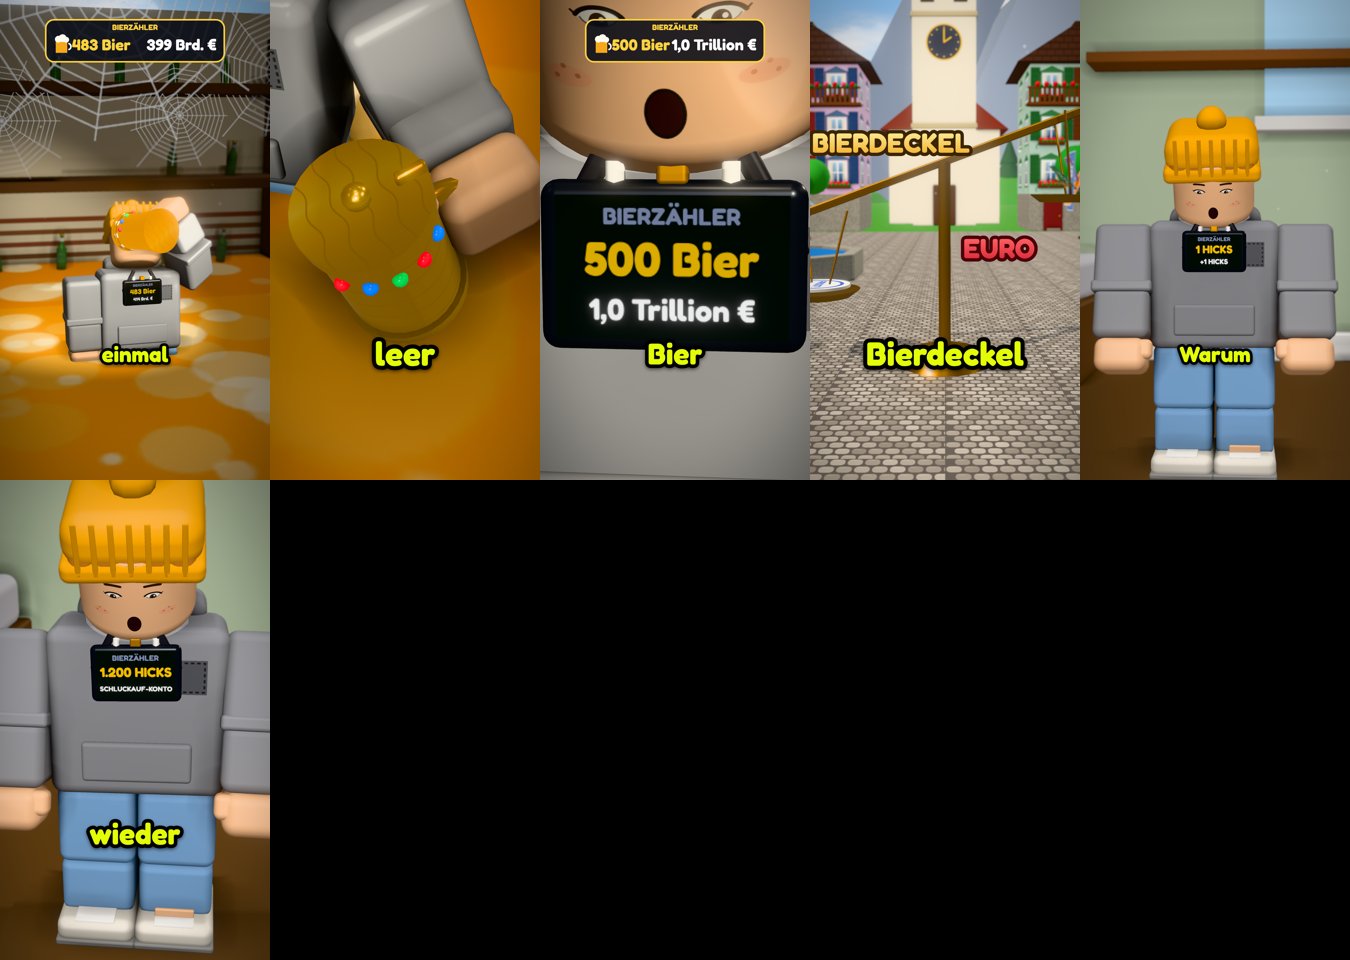 BIERZÄHLER
483 Bier 399 Brd. €
BIERZÄHLER
483 Bier
einmal
leer
BIERZÄHLER
500 Bier 1,0 Trillion €
BIERZÄHLER
500 Bier
1,0 Trillion €
Bier
BIERDECKEL
EURO
Bierdeckel
BIERZÄHLER
1 HICKS
+1 HICKS
Warum
BIERZÄHLER
1.200 HICKS
SCHLUCKAUF-KONTO
wieder